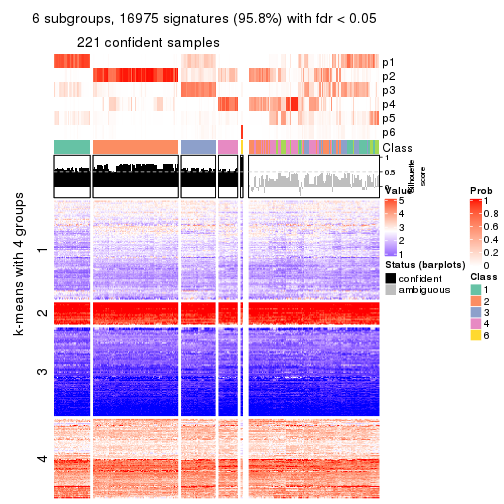 6 subgroups, 16975 signatures (95.8%) with fdr < 0.05
221 confident samples
p1
p2
p3
p4
p5
p6
Class
1
0.5
0
Silhouette
score
k-means with 4 groups
1
2
3
4
Value
5
4
3
2
1
Status (barplots)
confident
ambiguous
Prob
1
0.8
0.6
0.4
0.2
0
Class
1
2
3
4
6